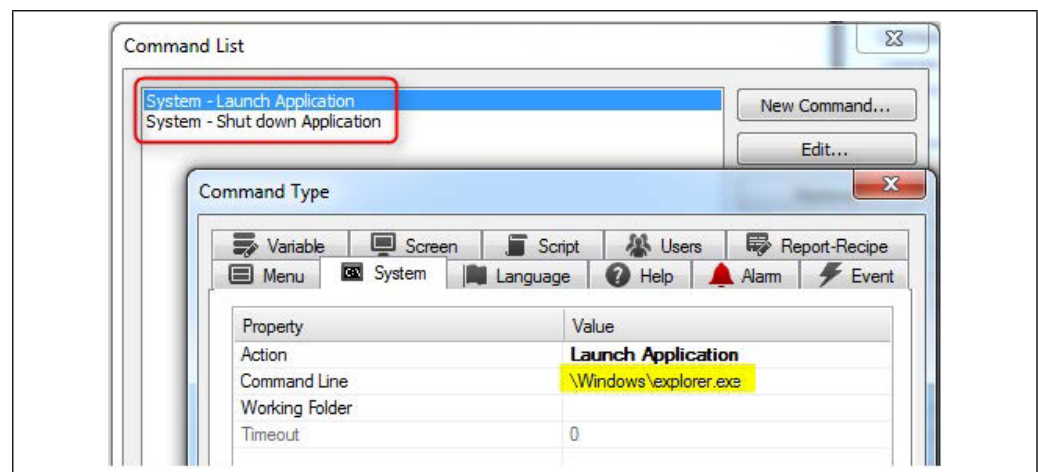 Command List
System - Launch Application
System - Shut down Application
New Command...
Edit...
Command Type
Variable Screen Script Users Report-Recipe
Menu System Language Help Alarm Event
Property Value
Action Launch Application
Command Line \Windows\explorer.exe
Working Folder
Timeout 0